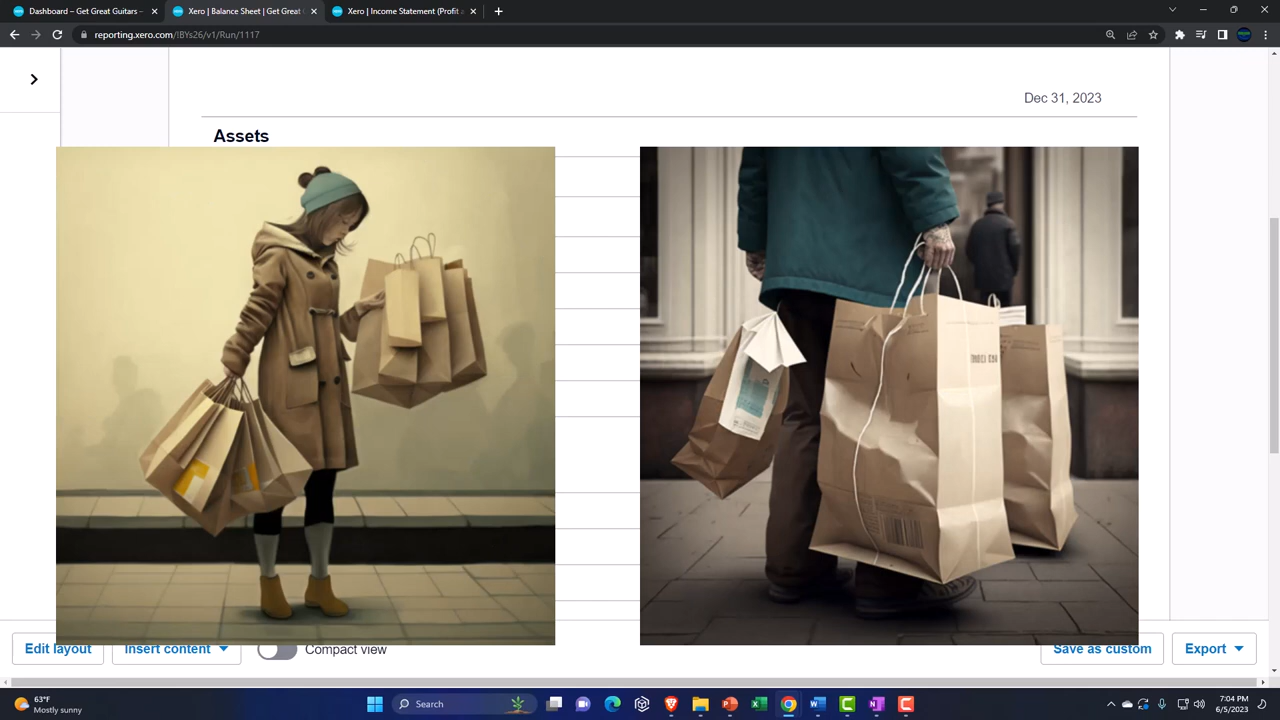 Dashboard – Get Great Guitars –
Xero | Balance Sheet | Get Great
Xero | Income Statement (Profit a
reporting.xero.com/!BYs26/v1/Run/1117
Dec 31, 2023
Assets
Edit layout
Insert content
Compact view
Save as custom
Export
63°F
Mostly sunny
Search
7:04 PM
6/5/2023